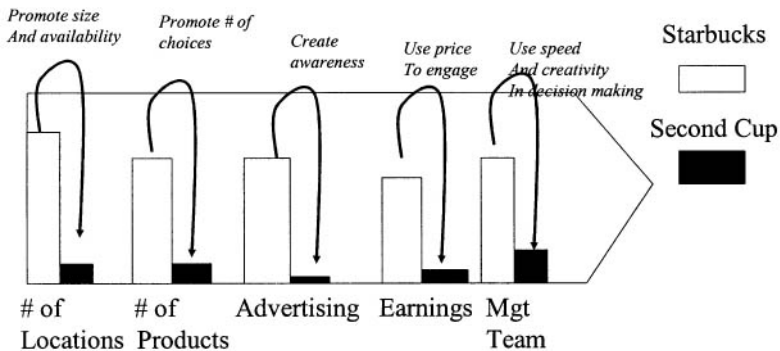 Promote size
And availability
Promote # of
choices
Create
awareness
Use price
To engage
Use speed
And creativity
In decision making
Starbucks
Second Cup
# of
Locations
# of
Products
Advertising
Earnings
Mgt
Team